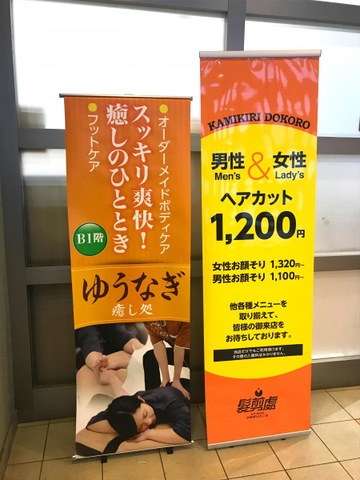 ●オーダーメイドボディケア
スッキリ爽快!
癒しのひととき
●フットケア
B1階
ゆうなぎ
癒し処
KAMIKIRI DOKORO
男性 & 女性
Men's Lady's
ヘアカット
1,200円
女性お顔そり 1,320円~
男性お顔そり 1,100円~
他各種メニューを
取り揃えて、
皆様の御来店を
お待ちしております。
髪剪處